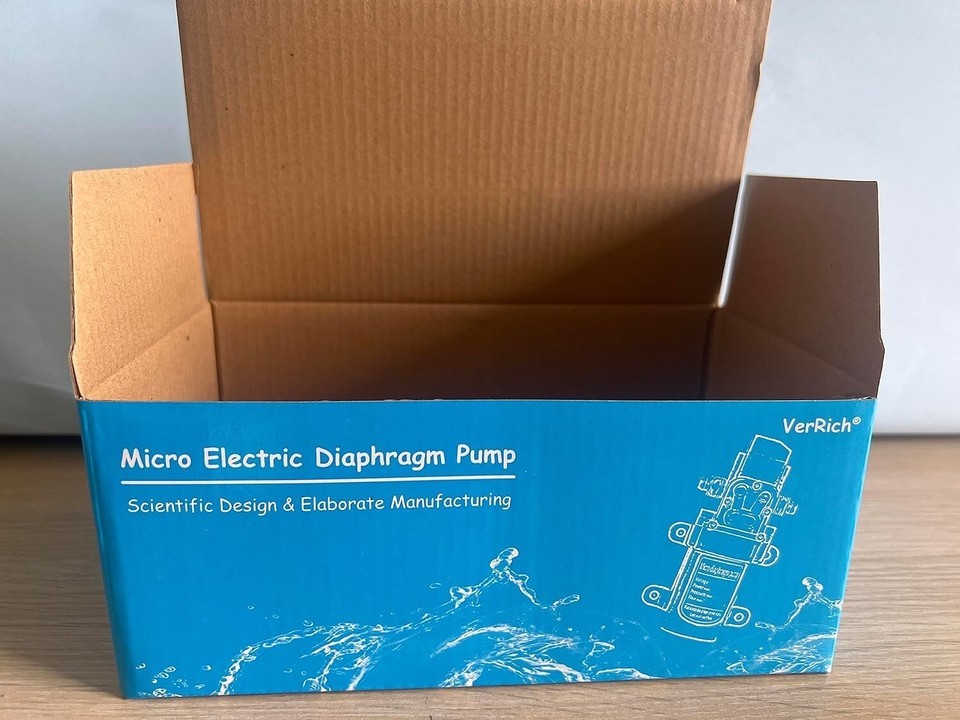 VerRich®
Micro Electric Diaphragm Pump
Scientific Design & Elaborate Manufacturing